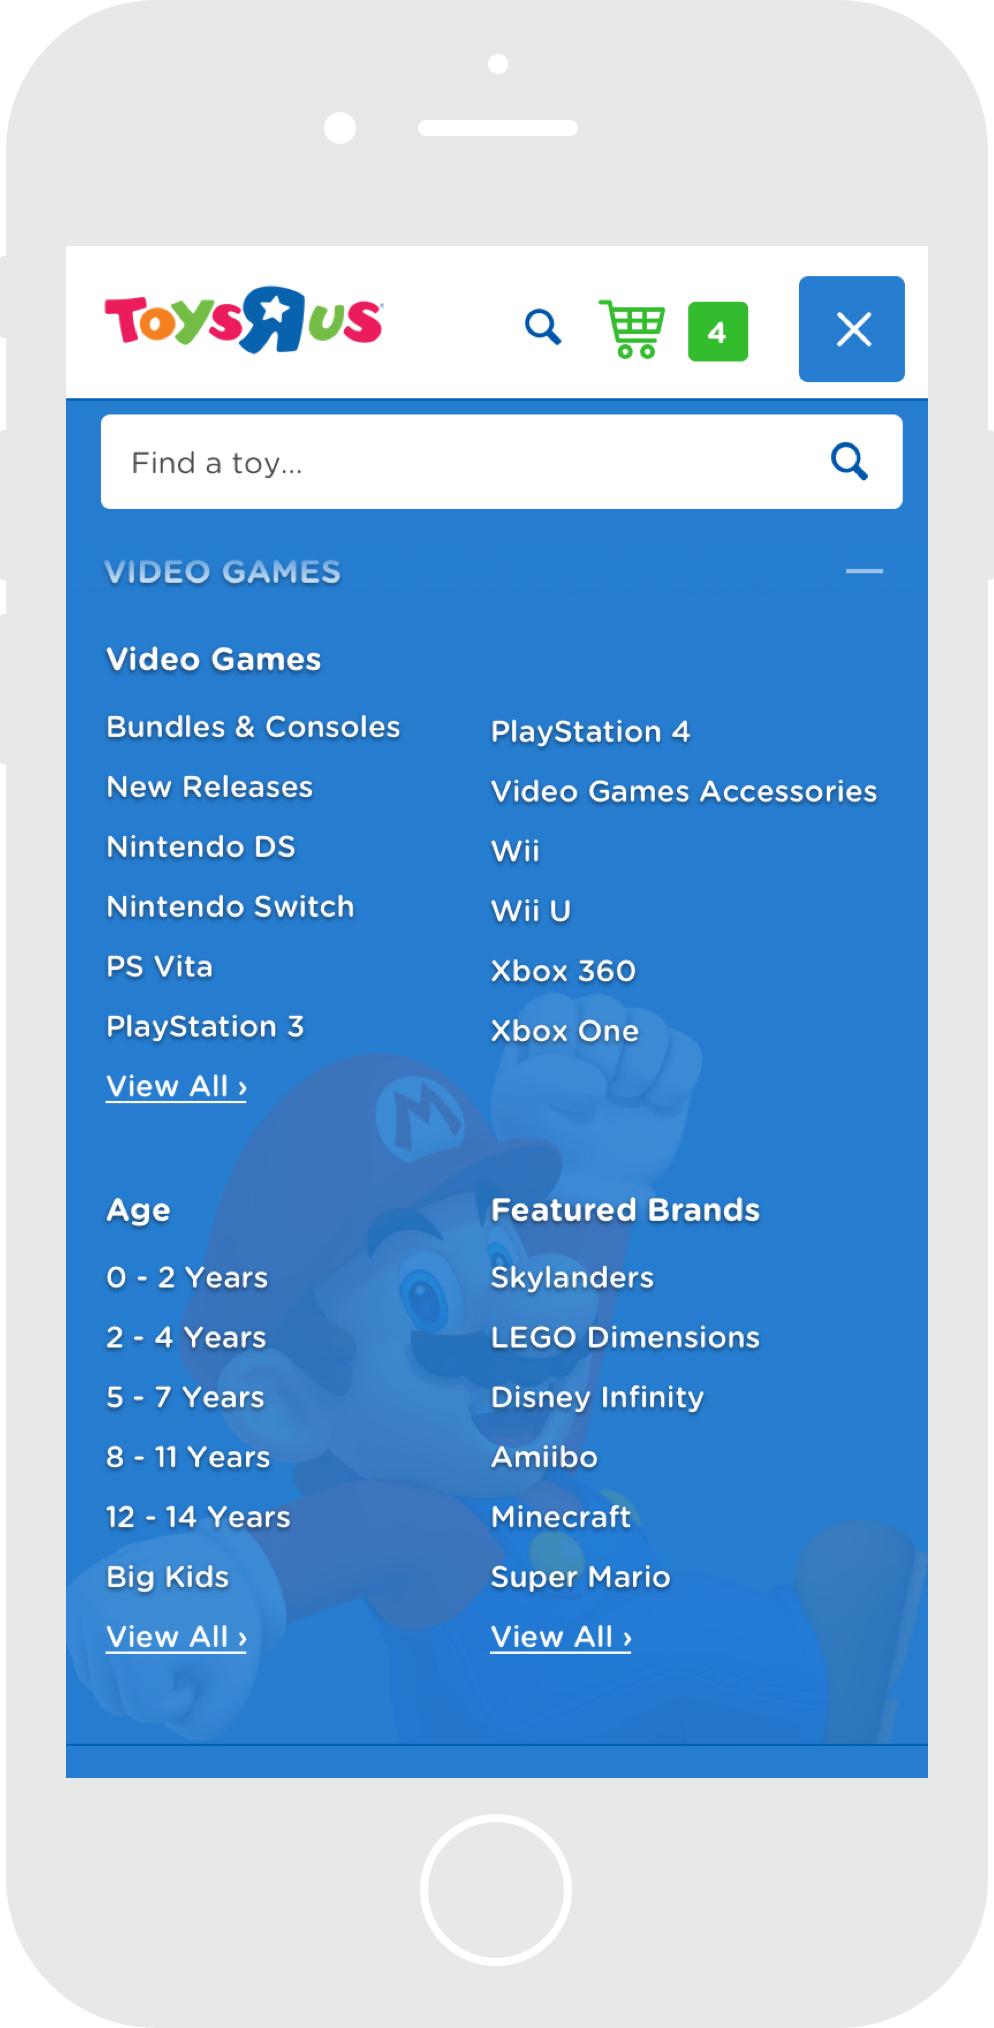 TOYS"R"US
4
Find a toy...
VIDEO GAMES
Video Games
Bundles & Consoles
New Releases
Nintendo DS
Nintendo Switch
PS Vita
PlayStation 3
View All ›
PlayStation 4
Video Games Accessories
Wii
Wii U
Xbox 360
Xbox One
M
Age
0 - 2 Years
2 - 4 Years
5 - 7 Years
8 - 11 Years
12 - 14 Years
Big Kids
View All ›
Featured Brands
Skylanders
LEGO Dimensions
Disney Infinity
Amiibo
Minecraft
Super Mario
View All ›